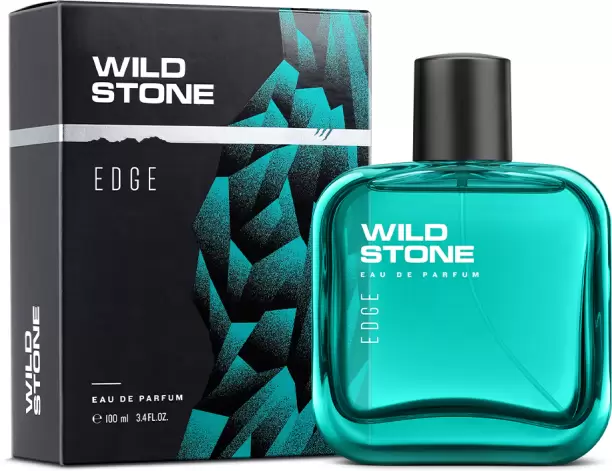 WILD
STONE
EDGE
WILD
STONE
EAU DE PARFUM
℮ 100 ml 3.4FL.OZ.
WILD
STONE
EAU DE PARFUM
EDGE